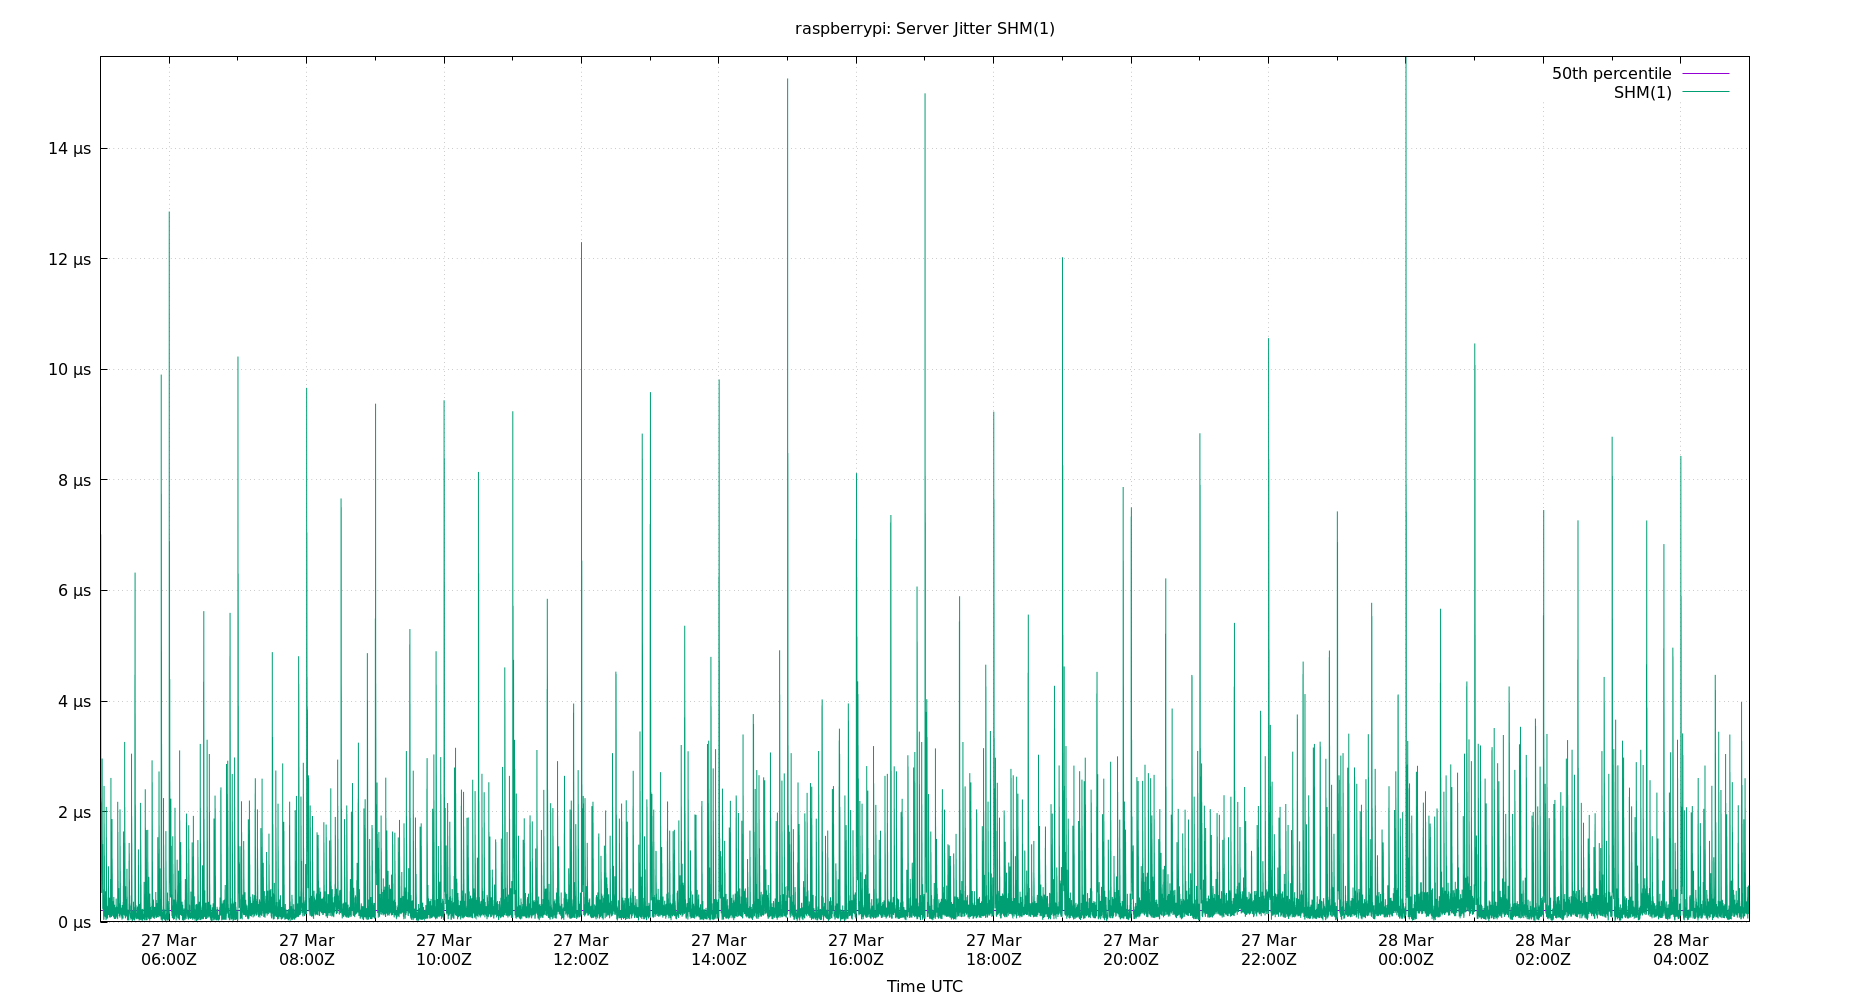 raspberrypi: Server Jitter SHM(1)
50th percentile
SHM(1)
14 µs
12 µs
10 µs
8 µs
6 µs
4 µs
2 µs
0 µs
27 Mar 27 Mar 27 Mar 27 Mar 27 Mar 27 Mar 27 Mar 27 Mar 27 Mar 28 Mar 28 Mar 28 Mar
06:00Z 08:00Z 10:00Z 12:00Z 14:00Z 16:00Z 18:00Z 20:00Z 22:00Z 00:00Z 02:00Z 04:00Z
Time UTC